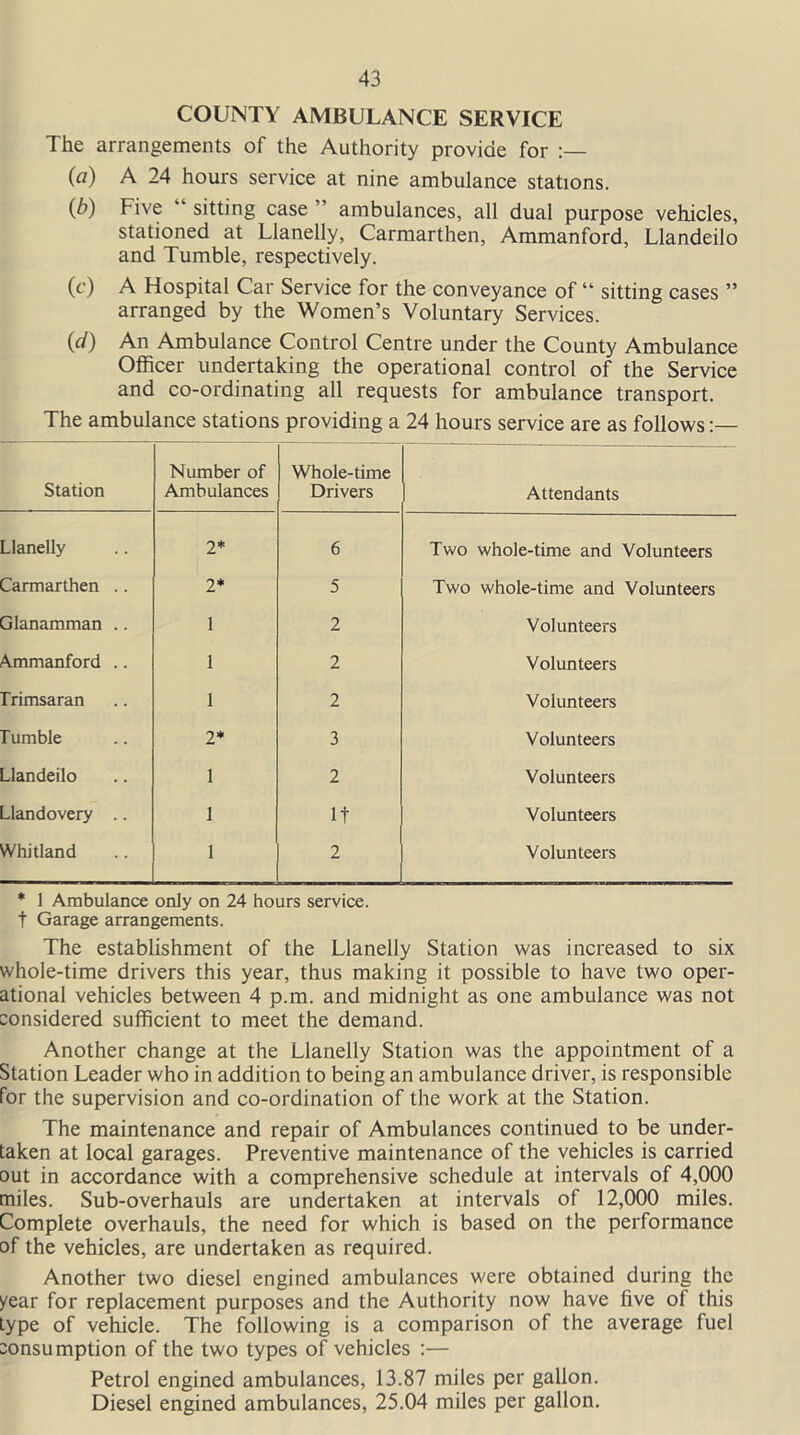 43
COUNTY AMBULANCE SERVICE
The arrangements of the Authority provide for :—
(a) A 24 hours service at nine ambulance stations.
(b) Five “ sitting case ” ambulances, all dual purpose vehicles,
stationed at Llanelly, Carmarthen, Ammanford, Llandeilo
and Tumble, respectively.
(c) A Hospital Car Service for the conveyance of “ sitting cases ”
arranged by the Women’s Voluntary Services.
(d) An Ambulance Control Centre under the County Ambulance
Officer undertaking the operational control of the Service
and co-ordinating all requests for ambulance transport.
The ambulance stations providing a 24 hours service are as follows:—
Station Number of Ambulances Whole-time Drivers Attendants
Llanelly .. 2* 6 Two whole-time and Volunteers
Carmarthen .. 2* 5 Two whole-time and Volunteers
Glanamman .. 1 2 Volunteers
Ammanford .. 1 2 Volunteers
Trimsaran .. 1 2 Volunteers
Tumble .. 2* 3 Volunteers
Llandeilo .. 1 2 Volunteers
Llandovery .. 1 1† Volunteers
Whitland .. 1 2 Volunteers
* 1 Ambulance only on 24 hours service.
† Garage arrangements.
The establishment of the Llanelly Station was increased to six
whole-time drivers this year, thus making it possible to have two oper-
ational vehicles between 4 p.m. and midnight as one ambulance was not
considered sufficient to meet the demand.
Another change at the Llanelly Station was the appointment of a
Station Leader who in addition to being an ambulance driver, is responsible
for the supervision and co-ordination of the work at the Station.
The maintenance and repair of Ambulances continued to be under-
taken at local garages. Preventive maintenance of the vehicles is carried
out in accordance with a comprehensive schedule at intervals of 4,000
miles. Sub-overhauls are undertaken at intervals of 12,000 miles.
Complete overhauls, the need for which is based on the performance
of the vehicles, are undertaken as required.
Another two diesel engined ambulances were obtained during the
year for replacement purposes and the Authority now have five of this
type of vehicle. The following is a comparison of the average fuel
consumption of the two types of vehicles :—
Petrol engined ambulances, 13.87 miles per gallon.
Diesel engined ambulances, 25.04 miles per gallon.